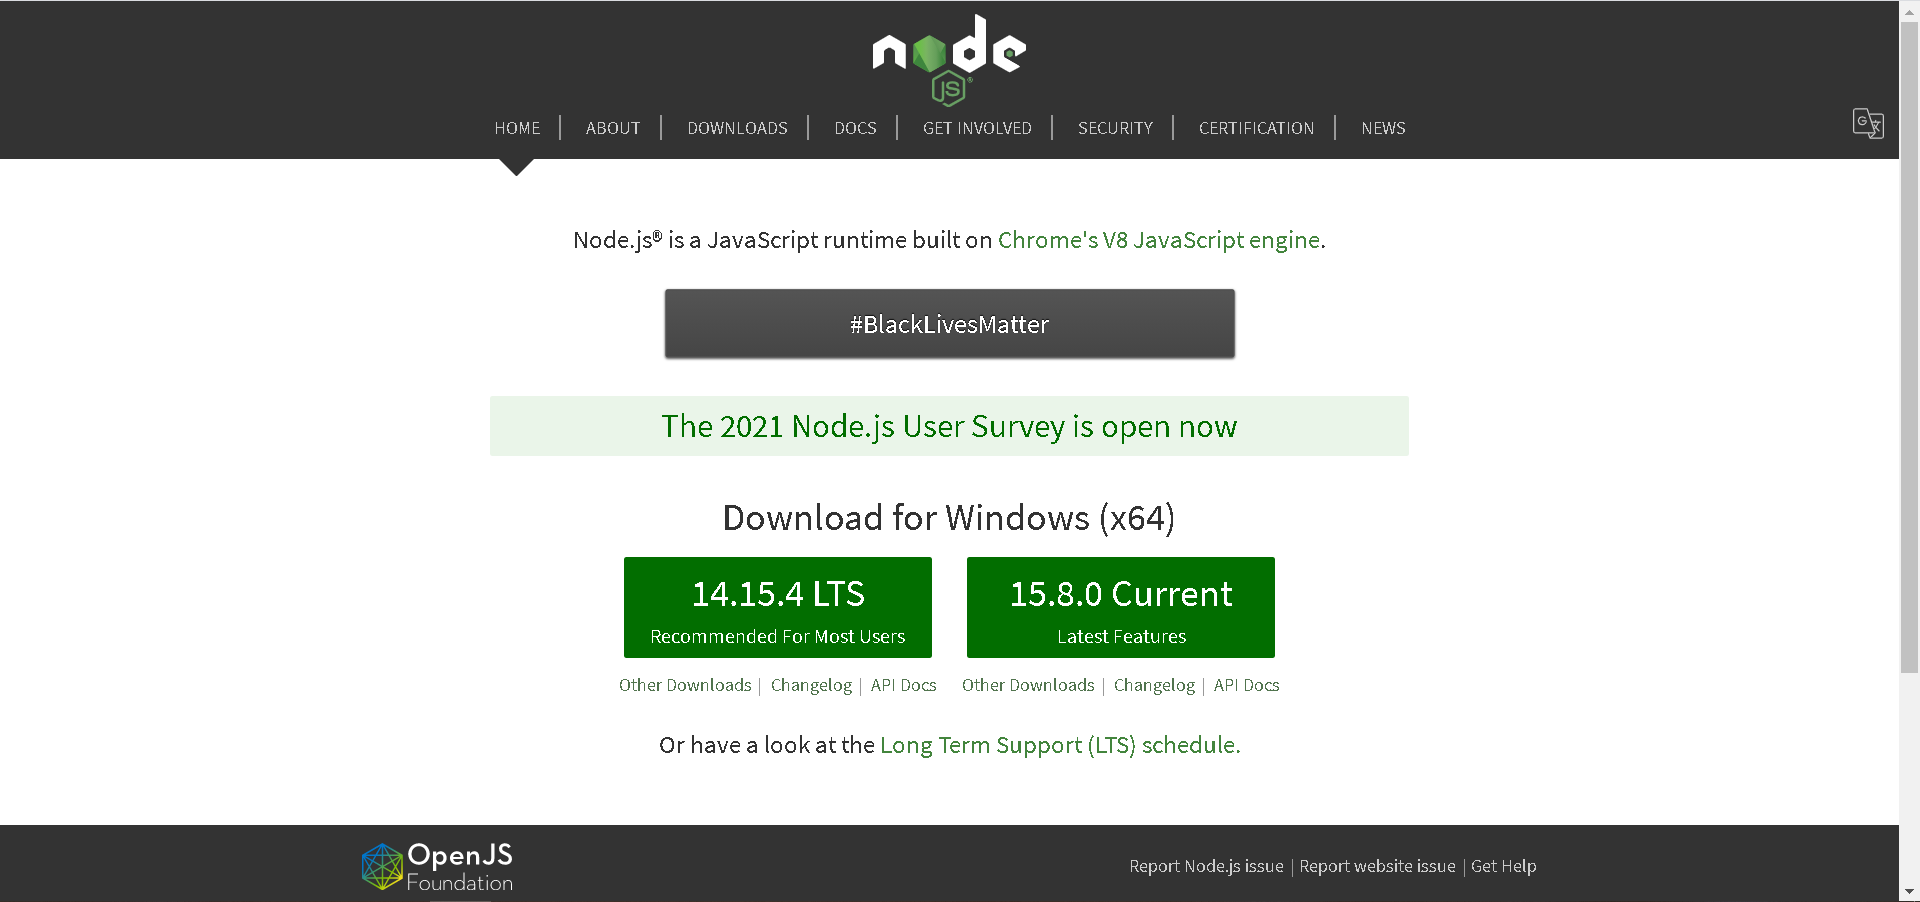 node
JS
HOME | ABOUT | DOWNLOADS | DOCS | GET INVOLVED | SECURITY | CERTIFICATION | NEWS
Node.js® is a JavaScript runtime built on Chrome's V8 JavaScript engine.
#BlackLivesMatter
The 2021 Node.js User Survey is open now
Download for Windows (x64)
14.15.4 LTS
Recommended For Most Users
15.8.0 Current
Latest Features
Other Downloads | Changelog | API Docs
Other Downloads | Changelog | API Docs
Or have a look at the Long Term Support (LTS) schedule.
OpenJS
Foundation
Report Node.js issue | Report website issue | Get Help